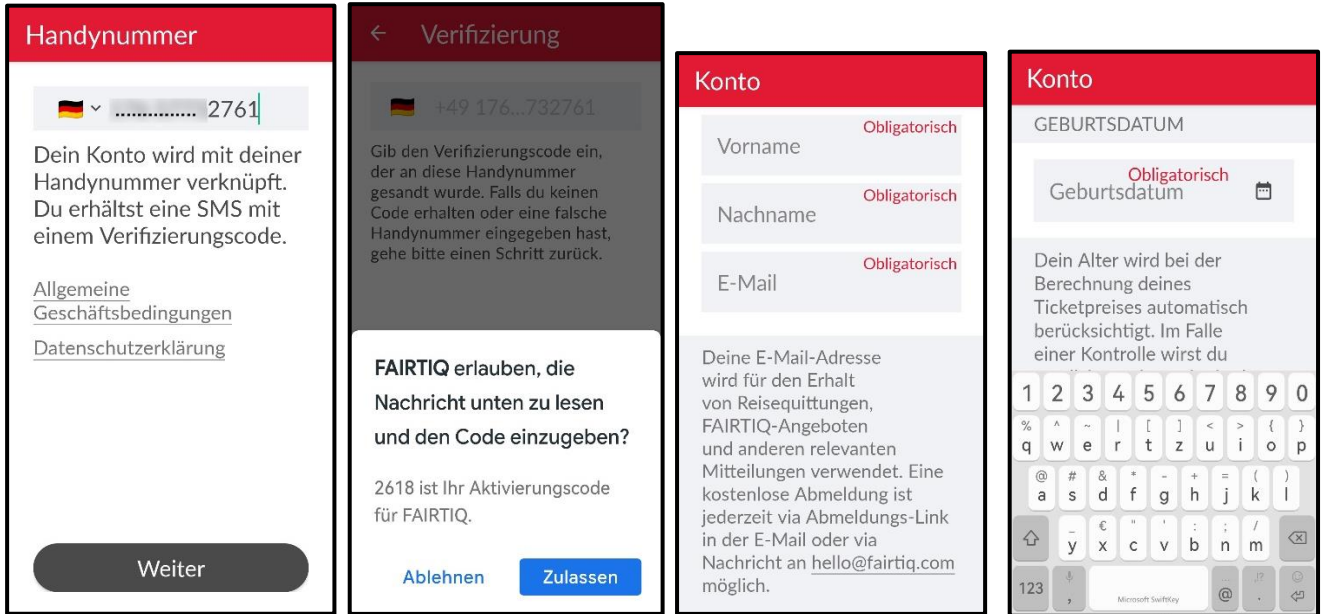 Handynummer
2761
Dein Konto wird mit deiner
Handynummer verknüpft.
Du erhältst eine SMS mit
einem Verifizierungscode.
Allgemeine
Geschäftsbedingungen
Datenschutzerklärung
Weiter
← Verifizierung
+49 176...732761
Gib den Verifizierungscode ein,
der an diese Handynummer
gesandt wurde. Falls du keinen
Code erhalten oder eine falsche
Handynummer eingegeben hast,
gehe bitte einen Schritt zurück.
FAIRTIQ erlauben, die
Nachricht unten zu lesen
und den Code einzugeben?
2618 ist Ihr Aktivierungscode
für FAIRTIQ.
Ablehnen Zulassen
Konto
Obligatorisch
Vorname
Obligatorisch
Nachname
Obligatorisch
E-Mail
Deine E-Mail-Adresse
wird für den Erhalt
von Reisequittungen,
FAIRTIQ-Angeboten
und anderen relevanten
Mitteilungen verwendet. Eine
kostenlose Abmeldung ist
jederzeit via Abmeldungs-Link
in der E-Mail oder via
Nachricht an hello@fairtiq.com
möglich.
Konto
GEBURTSDATUM
Obligatorisch
Geburtsdatum
Dein Alter wird bei der
Berechnung deines
Ticketpreises automatisch
berücksichtigt. Im Falle
einer Kontrolle wirst du
1 2 3 4 5 6 7 8 9 0
% ^ ~ | [ ] < > { }
q w e r t z u i o p
@ # & * - + = ( )
a s d f g h j k l
_ € " ' : ; /
y x c v b n m
123 , Microsoft SwiftKey @ .
,!?